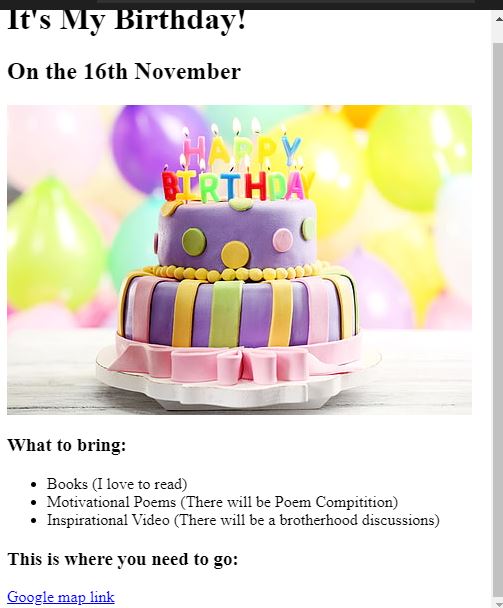 It's My Birthday!
On the 16th November
HAPPY
BIRTHDAY
What to bring:
Books (I love to read)
Motivational Poems (There will be Poem Compitition)
Inspirational Video (There will be a brotherhood discussions)
This is where you need to go:
Google map link